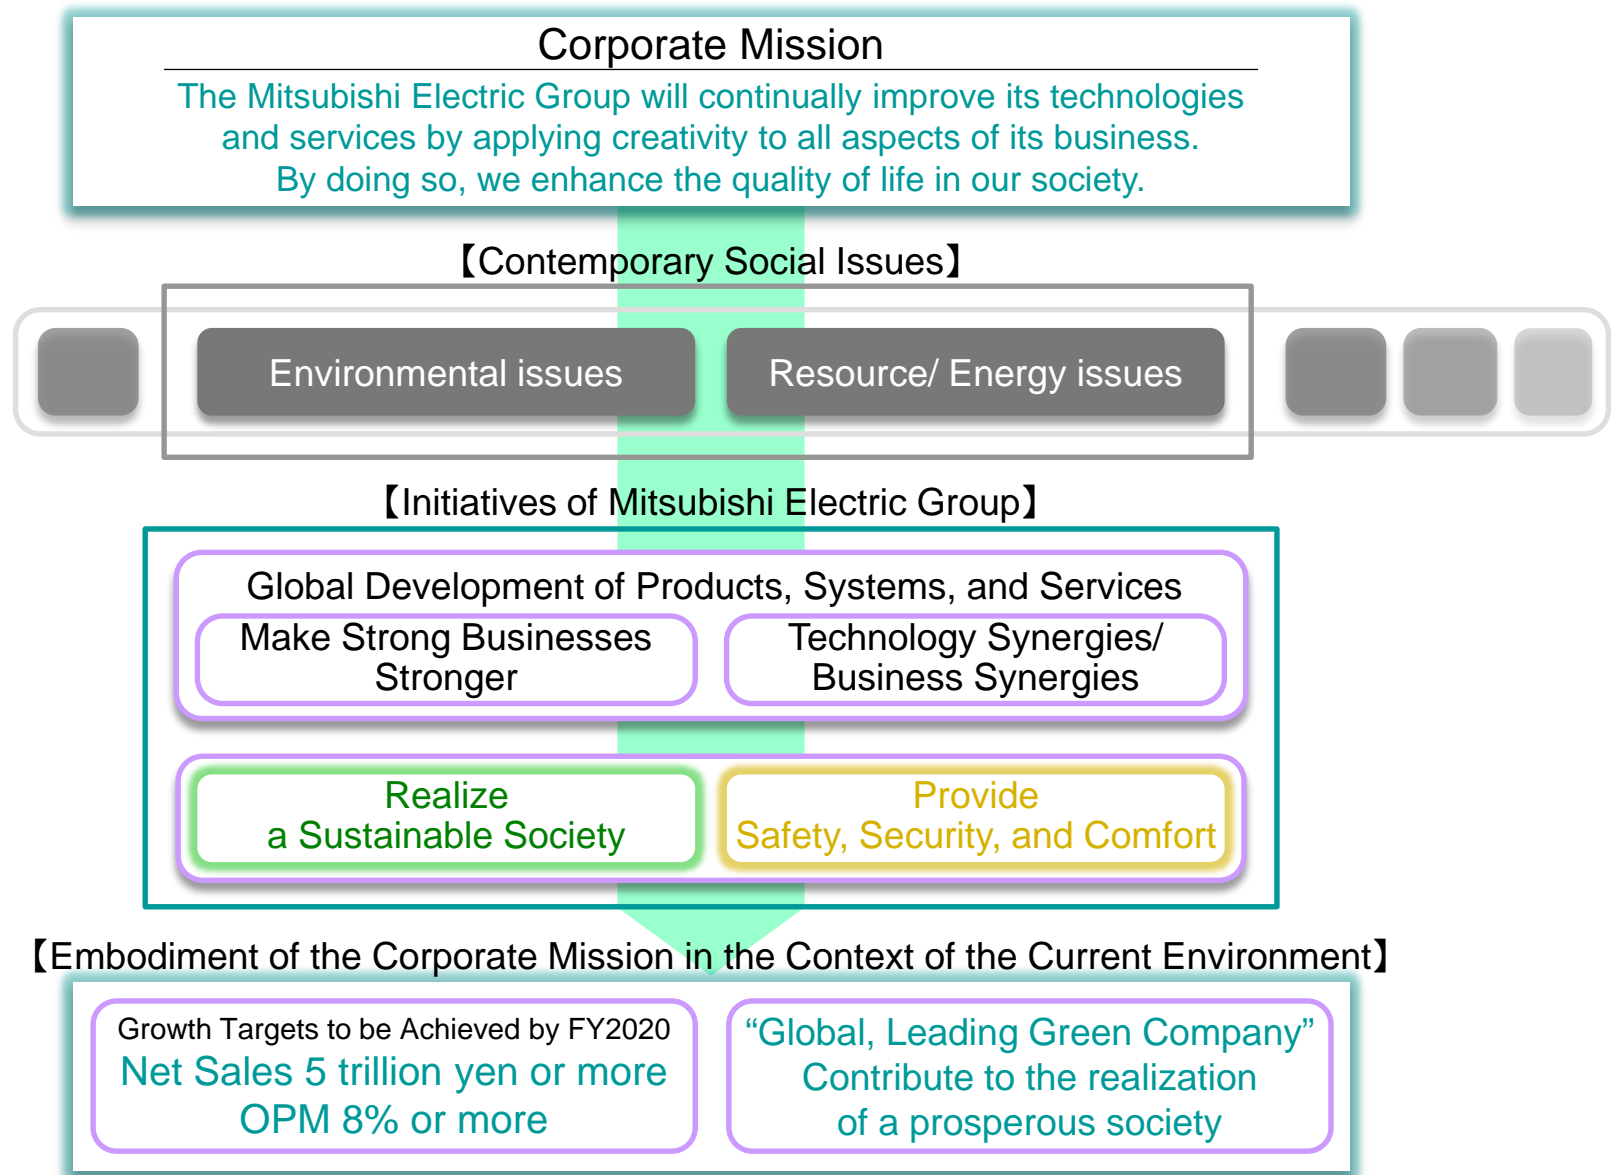 Corporate Mission
The Mitsubishi Electric Group will continually improve its technologies
and services by applying creativity to all aspects of its business.
By doing so, we enhance the quality of life in our society.
【Contemporary Social Issues】
Environmental issues
Resource/ Energy issues
【Initiatives of Mitsubishi Electric Group】
Global Development of Products, Systems, and Services
Make Strong Businesses
Stronger
Technology Synergies/
Business Synergies
Realize
a Sustainable Society
Provide
Safety, Security, and Comfort
【Embodiment of the Corporate Mission in the Context of the Current Environment】
Growth Targets to be Achieved by FY2020
Net Sales 5 trillion yen or more
OPM 8% or more
“Global, Leading Green Company”
Contribute to the realization
of a prosperous society